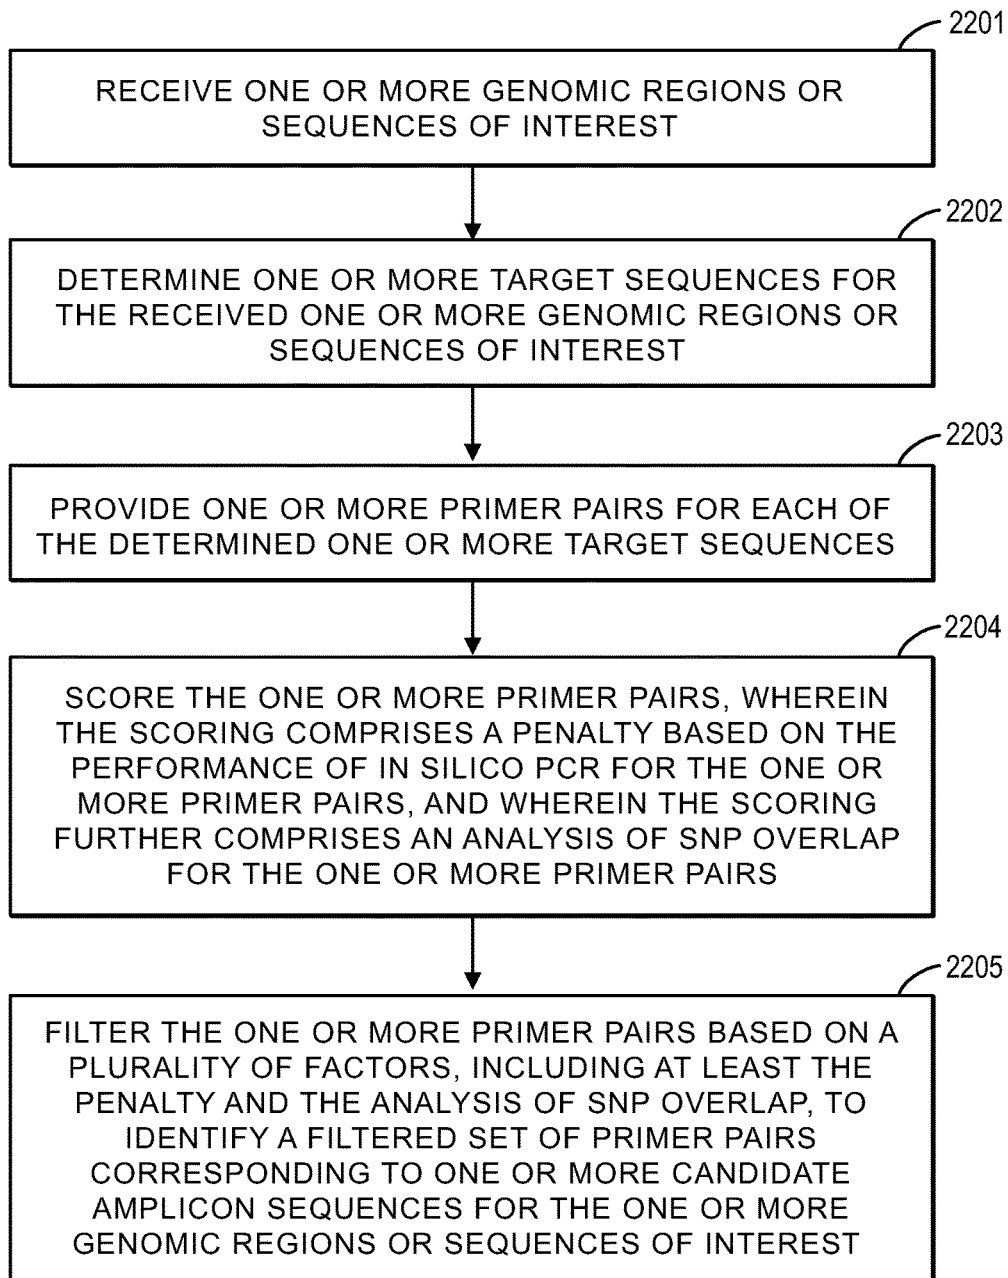 2201
RECEIVE ONE OR MORE GENOMIC REGIONS OR
SEQUENCES OF INTEREST
2202
DETERMINE ONE OR MORE TARGET SEQUENCES FOR
THE RECEIVED ONE OR MORE GENOMIC REGIONS OR
SEQUENCES OF INTEREST
2203
PROVIDE ONE OR MORE PRIMER PAIRS FOR EACH OF
THE DETERMINED ONE OR MORE TARGET SEQUENCES
2204
SCORE THE ONE OR MORE PRIMER PAIRS, WHEREIN
THE SCORING COMPRISES A PENALTY BASED ON THE
PERFORMANCE OF IN SILICO PCR FOR THE ONE OR
MORE PRIMER PAIRS, AND WHEREIN THE SCORING
FURTHER COMPRISES AN ANALYSIS OF SNP OVERLAP
FOR THE ONE OR MORE PRIMER PAIRS
2205
FILTER THE ONE OR MORE PRIMER PAIRS BASED ON A
PLURALITY OF FACTORS, INCLUDING AT LEAST THE
PENALTY AND THE ANALYSIS OF SNP OVERLAP, TO
IDENTIFY A FILTERED SET OF PRIMER PAIRS
CORRESPONDING TO ONE OR MORE CANDIDATE
AMPLICON SEQUENCES FOR THE ONE OR MORE
GENOMIC REGIONS OR SEQUENCES OF INTEREST